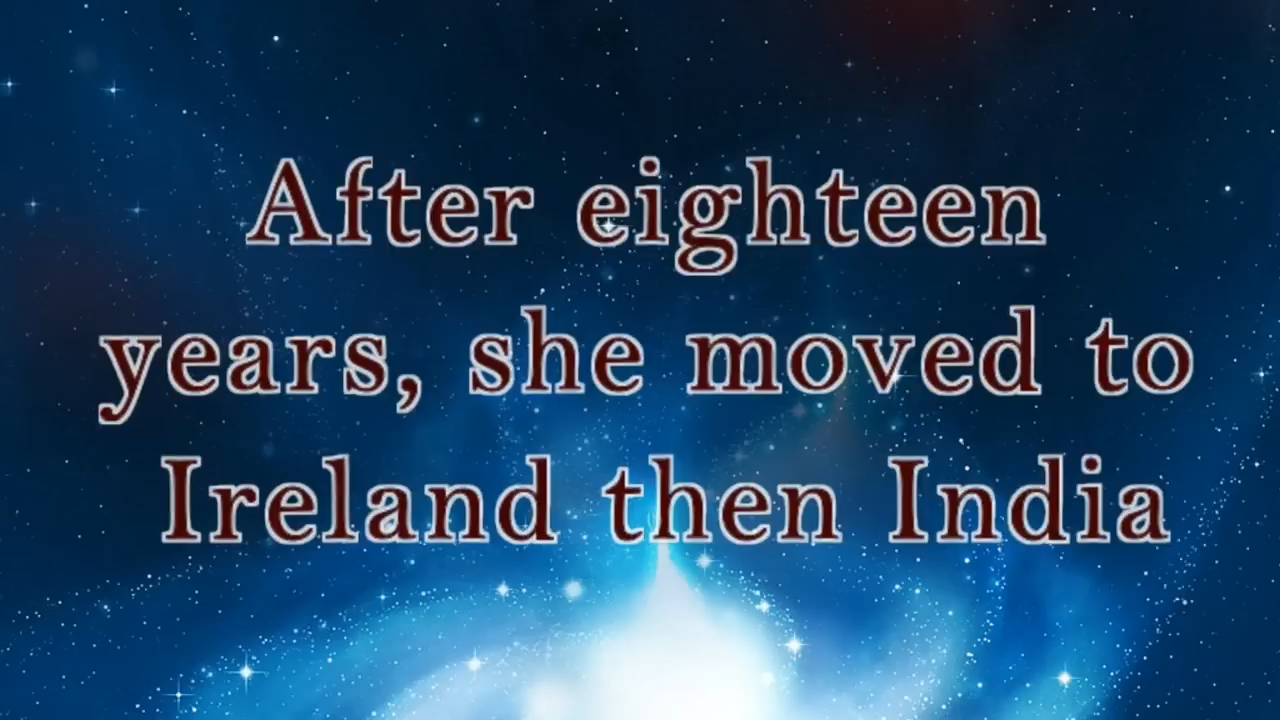 After eighteen
years, she moved to
Ireland then India